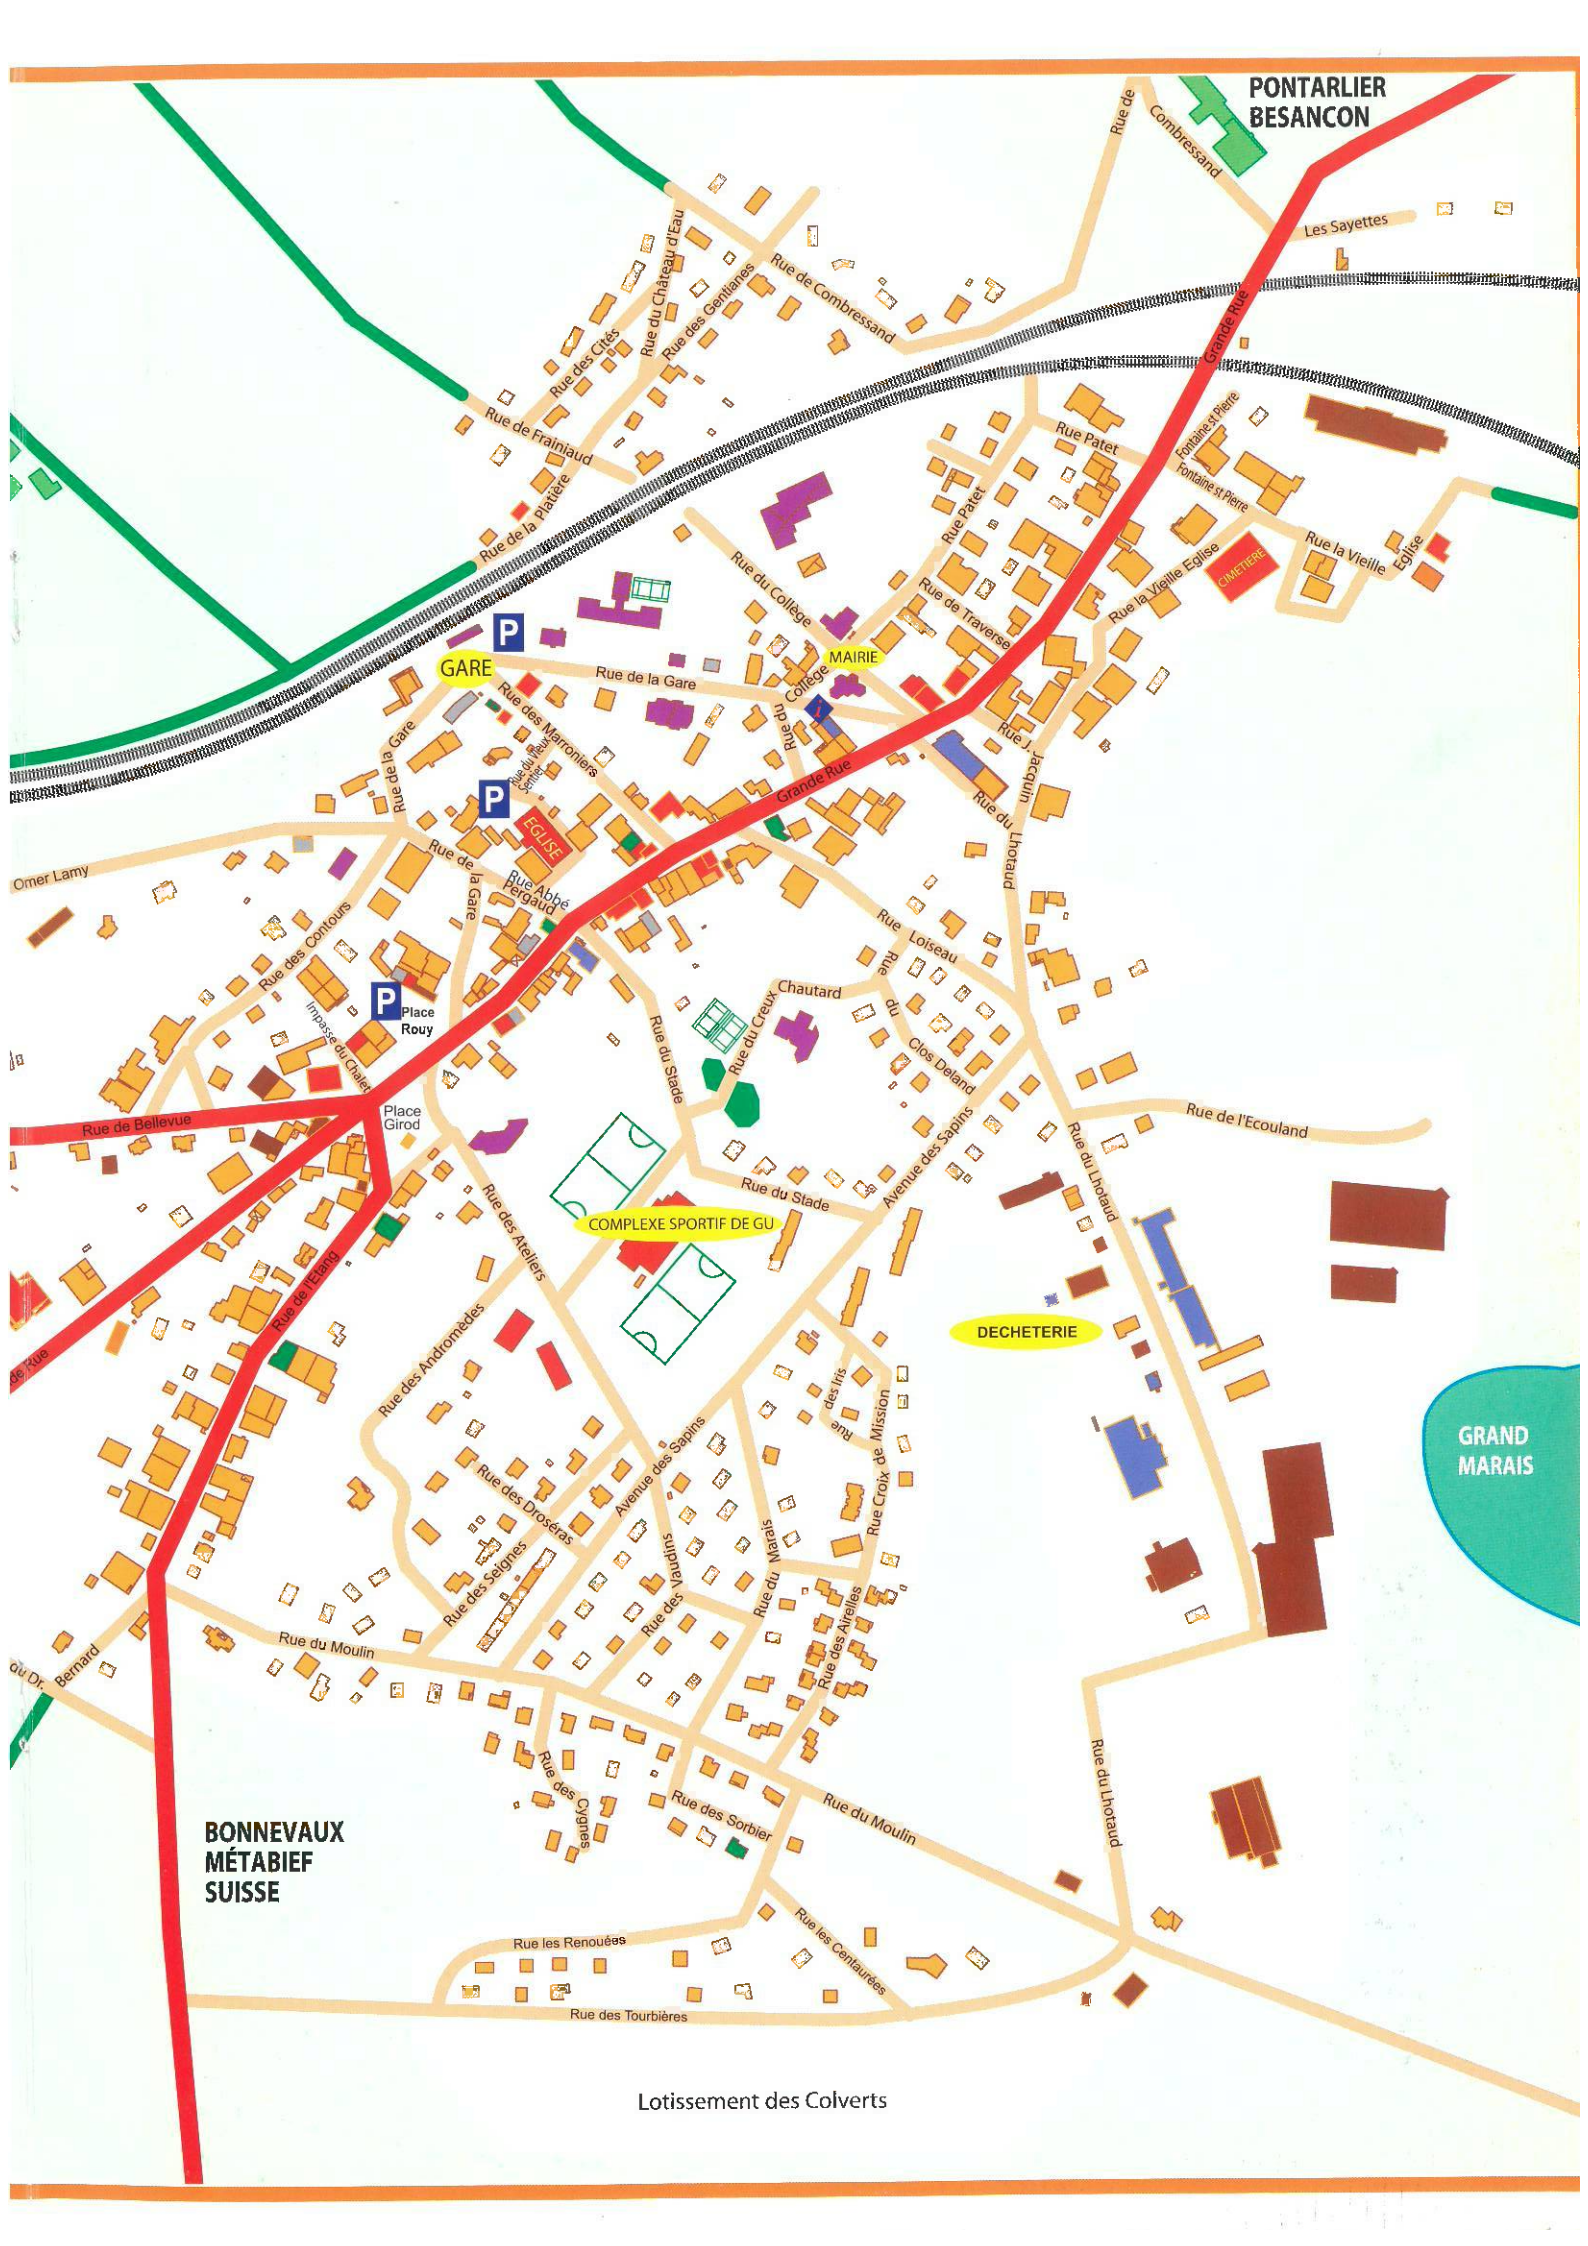 PONTARLIER
BESANCON
Rue de
Combressand
Les Sayettes
Rue du Château d'Eau
Rue des Gentianes
Rue de Combressand
Rue des Cités
Grande Rue
Rue de Frainiaud
Rue Patet
Fontaine st Pierre
Fontaine st Pierre
Rue de la Platière
Rue Patet
Rue la Vieille
Eglise
Rue du Collège
CIMETIERE
Rue la Vieille Eglise
Rue de Traverse
P
GARE
MAIRIE
Rue de la Gare
Rue du
Collège
Rue des Marroniers
Rue J.
Jacquin
Rue de la Gare
Rue du Vieux
Sentier
P
Grande Rue
Rue du
Lhotaud
EGLISE
Omer Lamy
Rue de
la Gare
Rue Abbé
Pergaud
Rue des Contours
Rue
Loiseau
Rue
du
Clos Deland
Chautard
Rue du Creux
P
Place
Rouy
Impasse du Chalet
Rue du Stade
Place
Girod
Rue de Bellevue
Rue de l'Ecouland
Avenue des Sapins
Rue du Lhotaud
Rue du Stade
Rue des Ateliers
COMPLEXE SPORTIF DE GU
Rue de l'Etang
DECHETERIE
de Rue
Rue des Andromèdes
Rue
des Iris
Rue Croix de Mission
GRAND
MARAIS
Avenue des Sapins
Rue des Droséras
Rue des Seignes
Rue des
Vaudins
Rue du
Marais
Rue des Airelles
Rue du Moulin
du Dr.
Bernard
Rue des
Cygnes
Rue des Sorbier
Rue du Moulin
Rue du Lhotaud
BONNEVAUX
MÉTABIEF
SUISSE
Rue les Renouées
Rue les Centaurées
Rue des Tourbières
Lotissement des Colverts